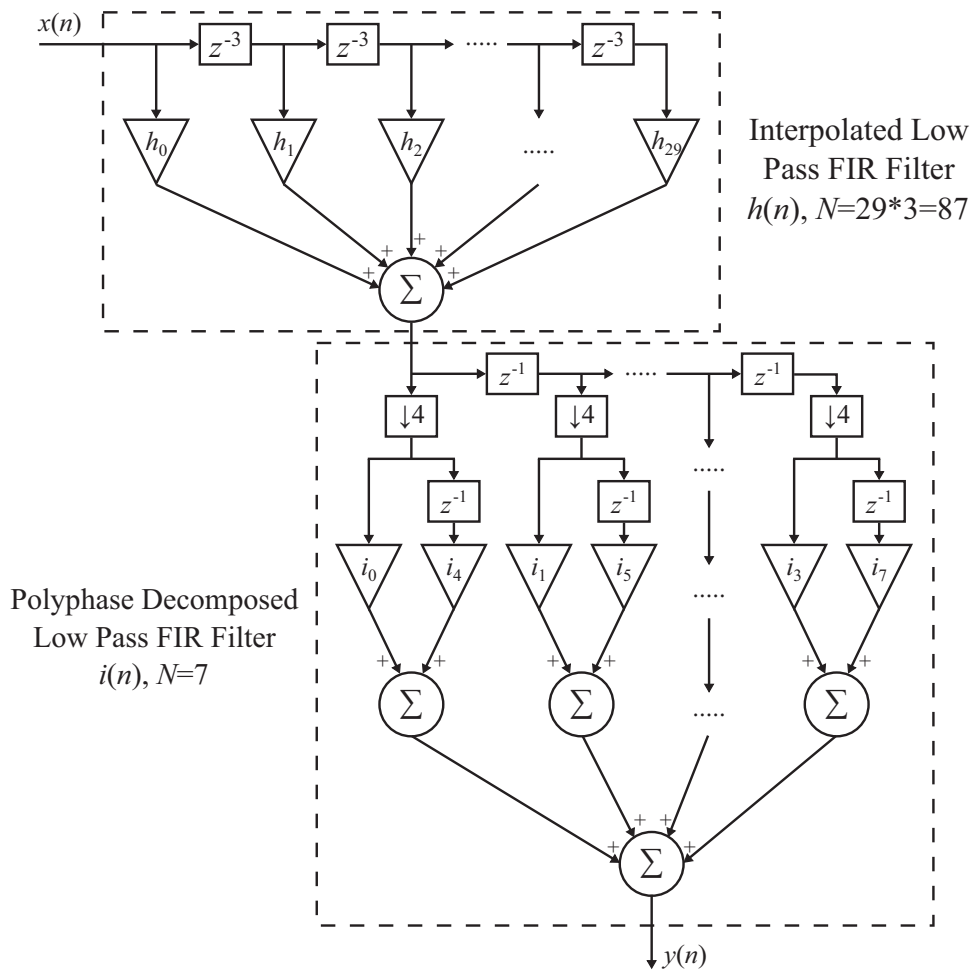 x(n)
z⁻³ z⁻³ ..... z⁻³
h₀ h₁ h₂ ..... h₂₉
Interpolated Low
Pass FIR Filter
h(n), N=29*3=87
+ + + + +
Σ
z⁻¹ ..... z⁻¹
↓4 ↓4 ↓4
.....
z⁻¹ z⁻¹ z⁻¹
i₀ i₄ i₁ i₅ ..... i₃ i₇
Polyphase Decomposed
Low Pass FIR Filter
i(n), N=7
+ + + + + +
Σ Σ ..... Σ
+ + + +
Σ
y(n)